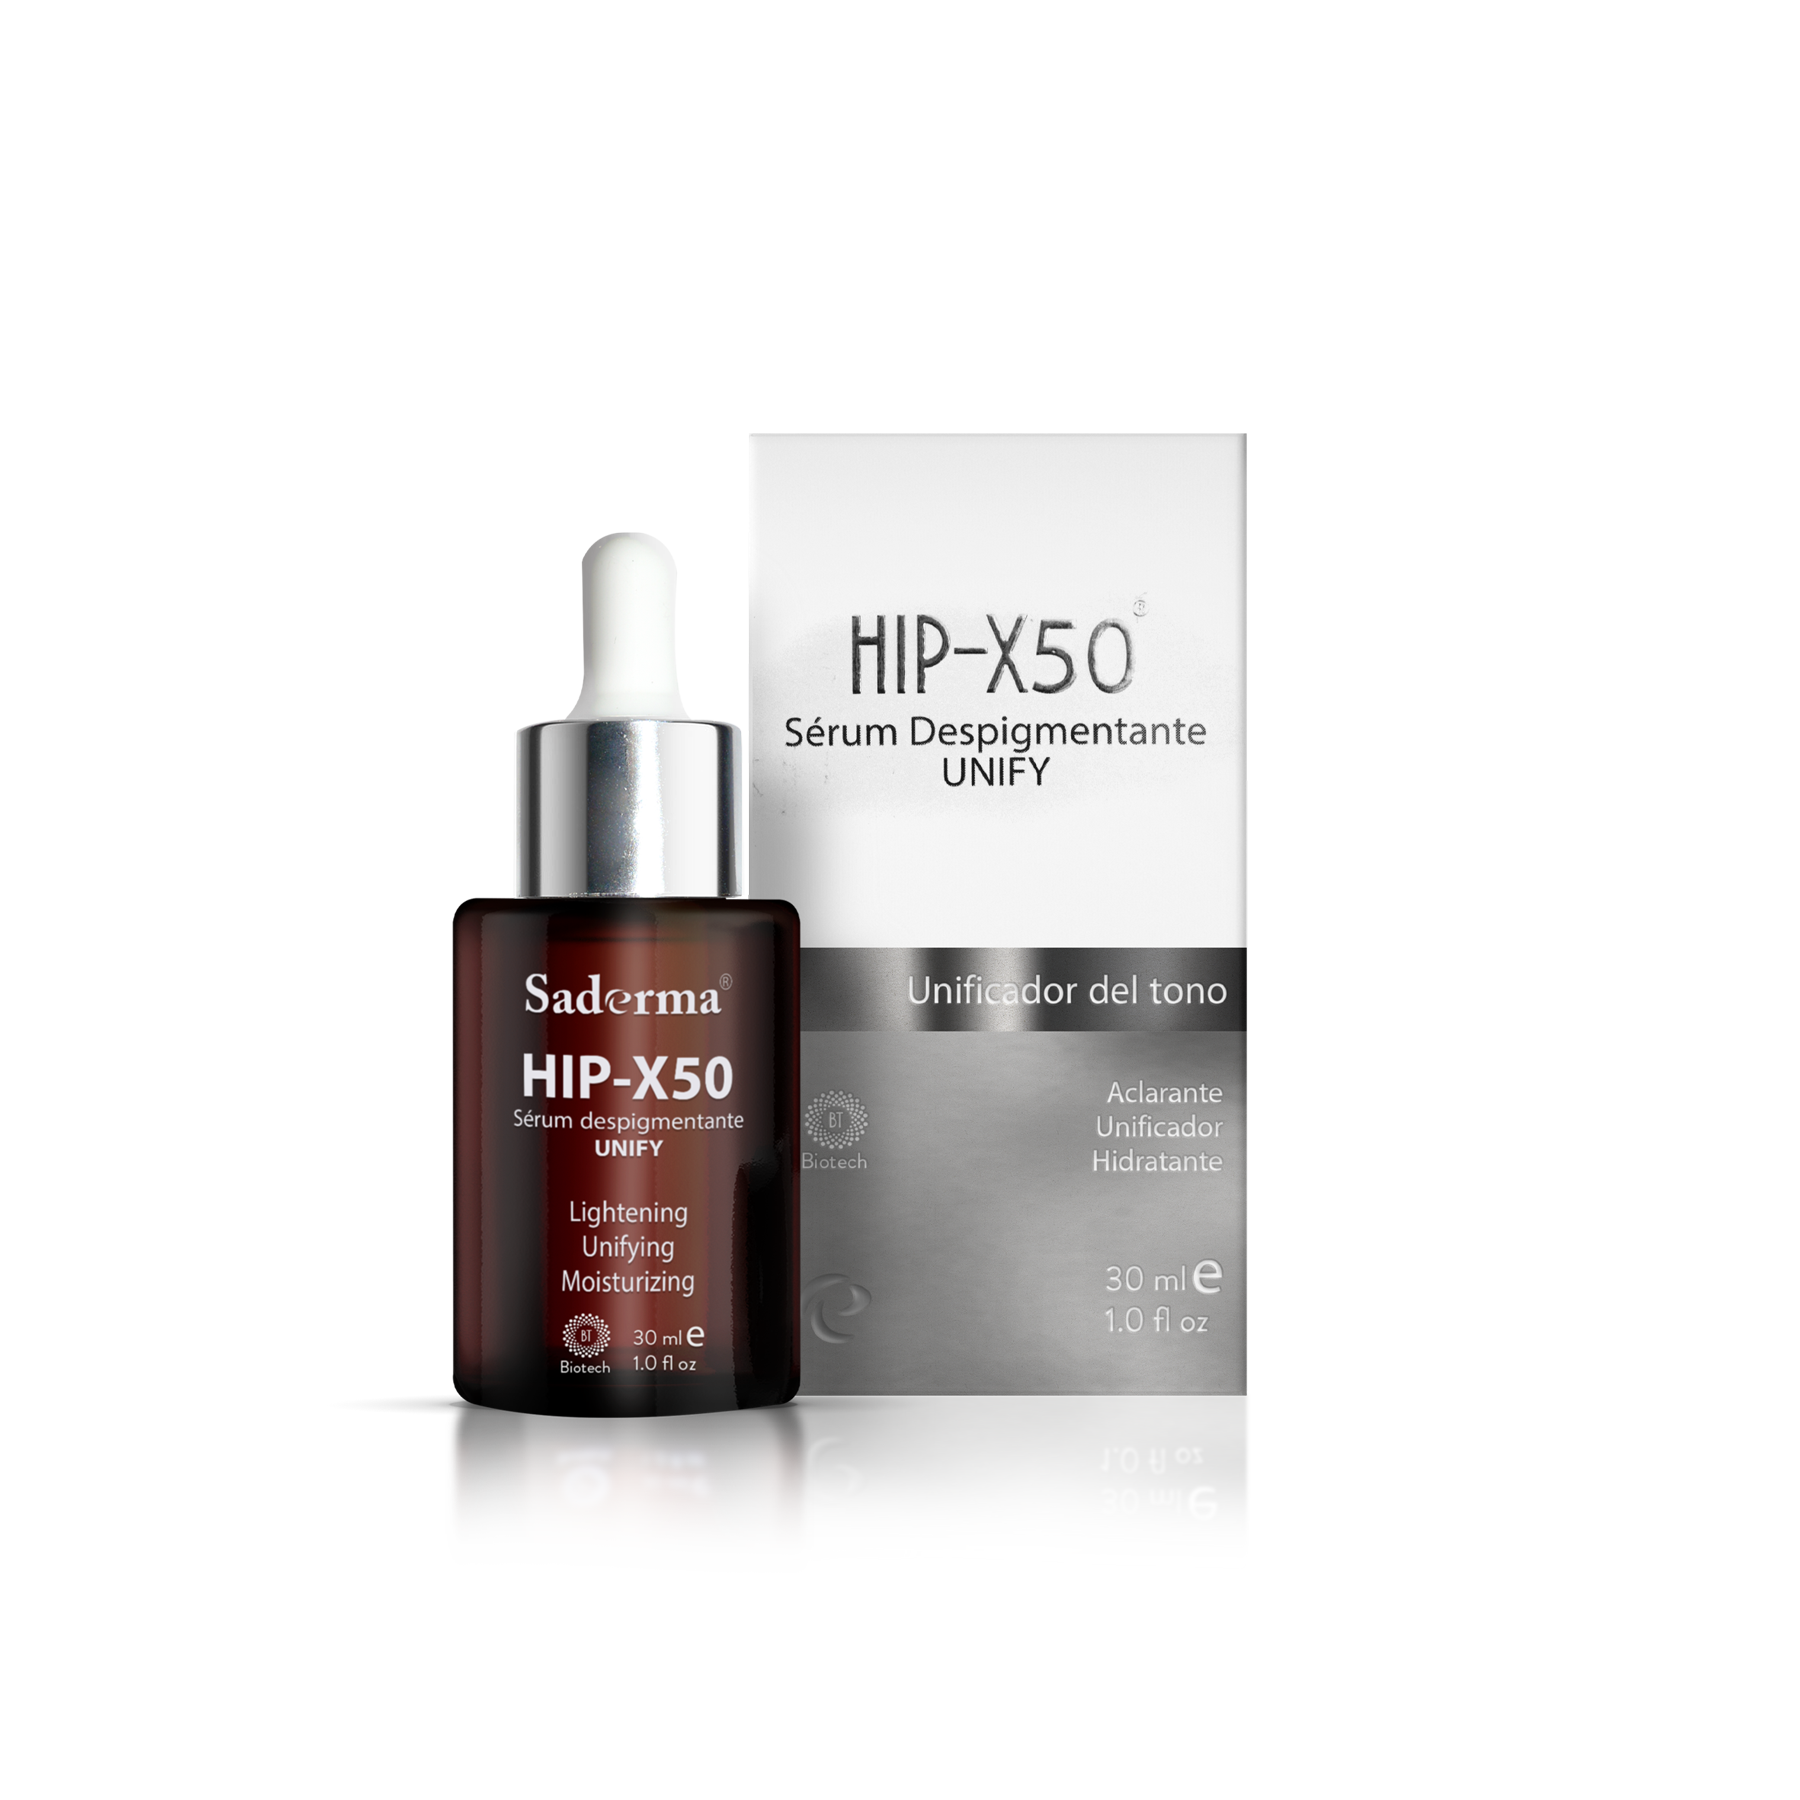 Saderma®
HIP-X50
Sérum despigmentante
UNIFY
Lightening
Unifying
Moisturizing
BT
Biotech
30 ml e
1.0 fl oz
HIP-X50®
Sérum Despigmentante
UNIFY
Unificador del tono
Aclarante
Unificador
Hidratante
BT
Biotech
30 ml e
1.0 fl oz